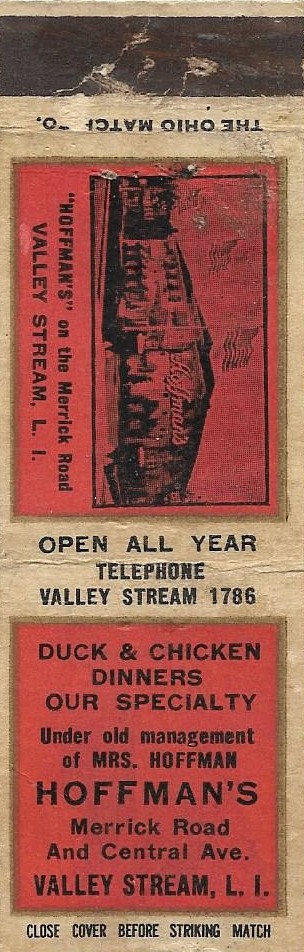 THE OHIO MATCH CO.
"HOFFMAN'S" on the Merrick Road
VALLEY STREAM, L. I.
Hoffman's
OPEN ALL YEAR
TELEPHONE
VALLEY STREAM 1786
DUCK & CHICKEN
DINNERS
OUR SPECIALTY
Under old management
of MRS. HOFFMAN
HOFFMAN'S
Merrick Road
And Central Ave.
VALLEY STREAM, L. I.
CLOSE COVER BEFORE STRIKING MATCH